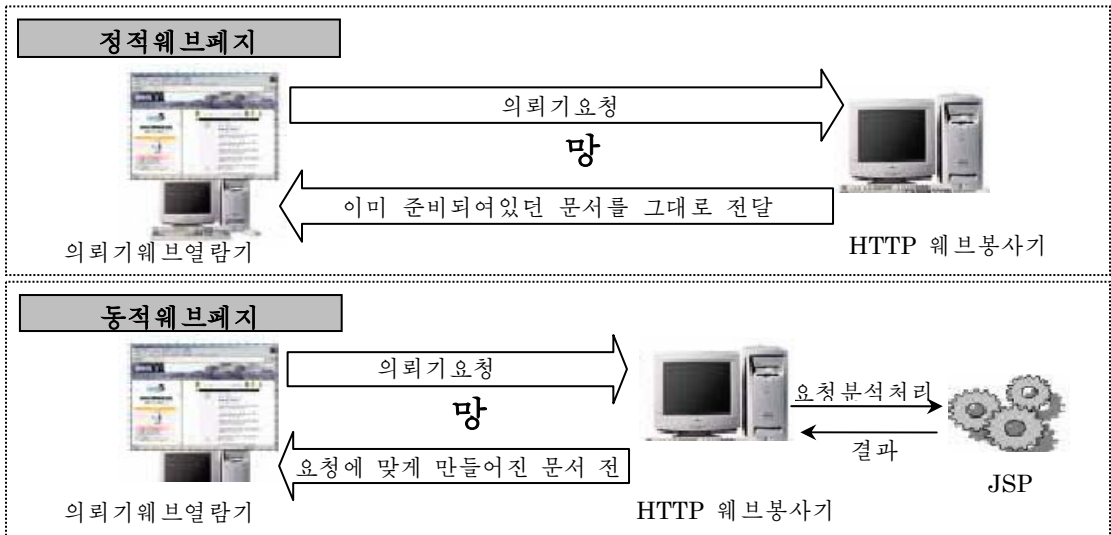 정적웨브페지
의뢰기요청
망
이미 준비되여있던 문서를 그대로 전달
의뢰기웨브열람기
HTTP 웨브봉사기
동적웨브페지
의뢰기요청
망
요청분석처리
결과
요청에 맞게 만들어진 문서 전
JSP
의뢰기웨브열람기
HTTP 웨브봉사기